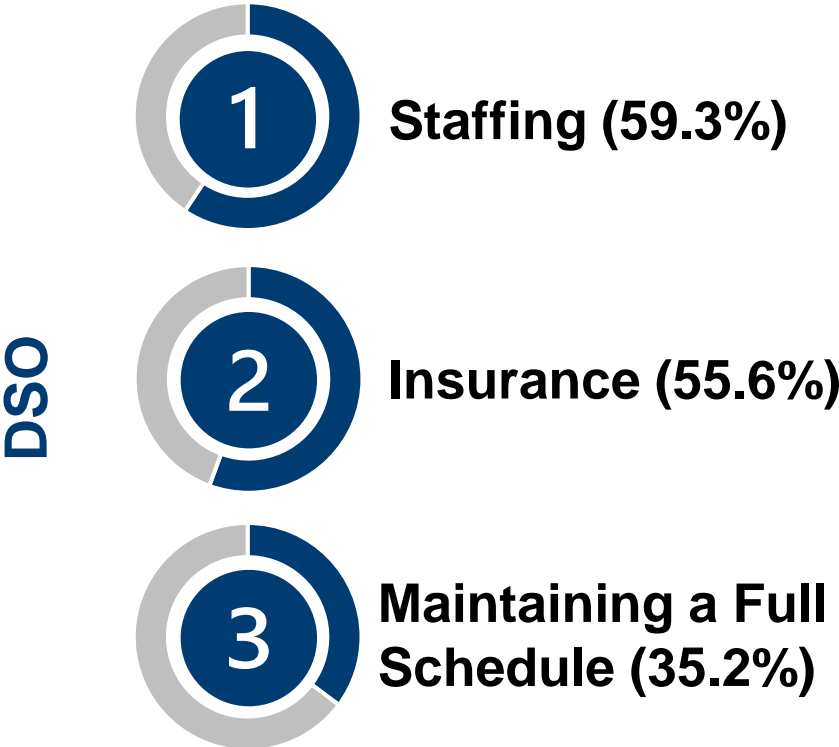 DSO
1
Staffing (59.3%)
2
Insurance (55.6%)
3
Maintaining a Full
Schedule (35.2%)